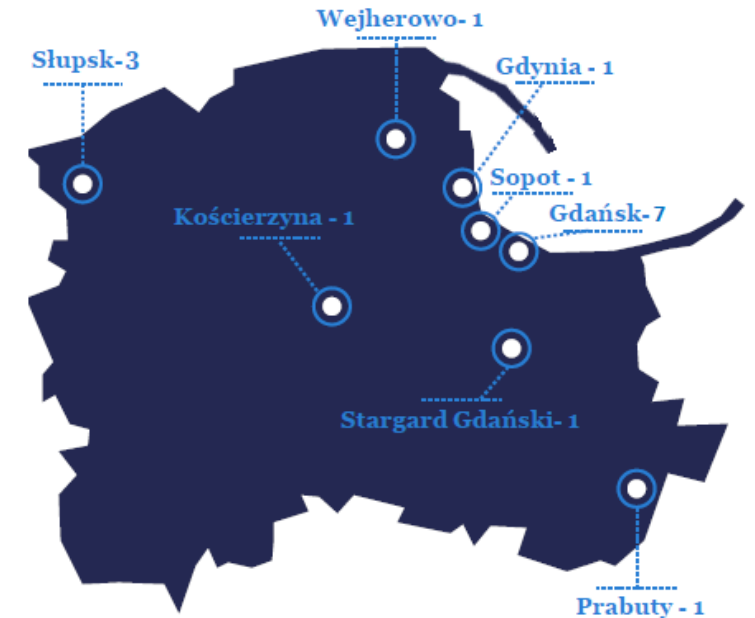 Wejherowo- 1
Słupsk-3
Gdynia - 1
Sopot - 1
Kościerzyna - 1
Gdańsk-7
Stargard Gdański- 1
Prabuty - 1